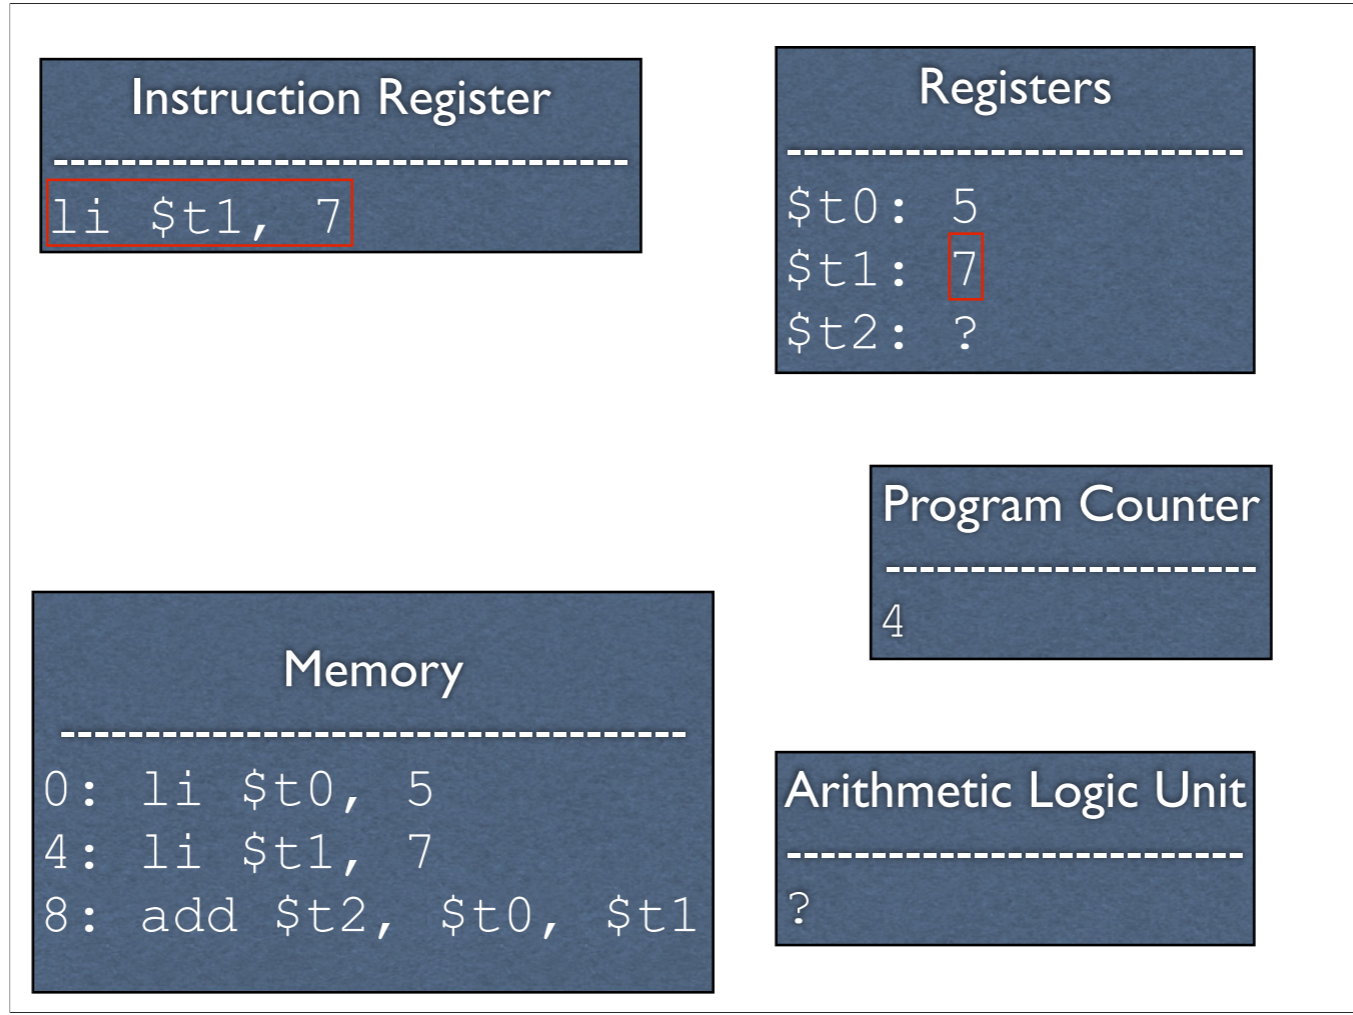 Instruction Register
----------------------------------
li $t1, 7
Registers
---------------------------
$t0: 5
$t1: 7
$t2: ?
Program Counter
----------------------
4
Memory
-------------------------------------
0: li $t0, 5
4: li $t1, 7
8: add $t2, $t0, $t1
Arithmetic Logic Unit
---------------------------
?